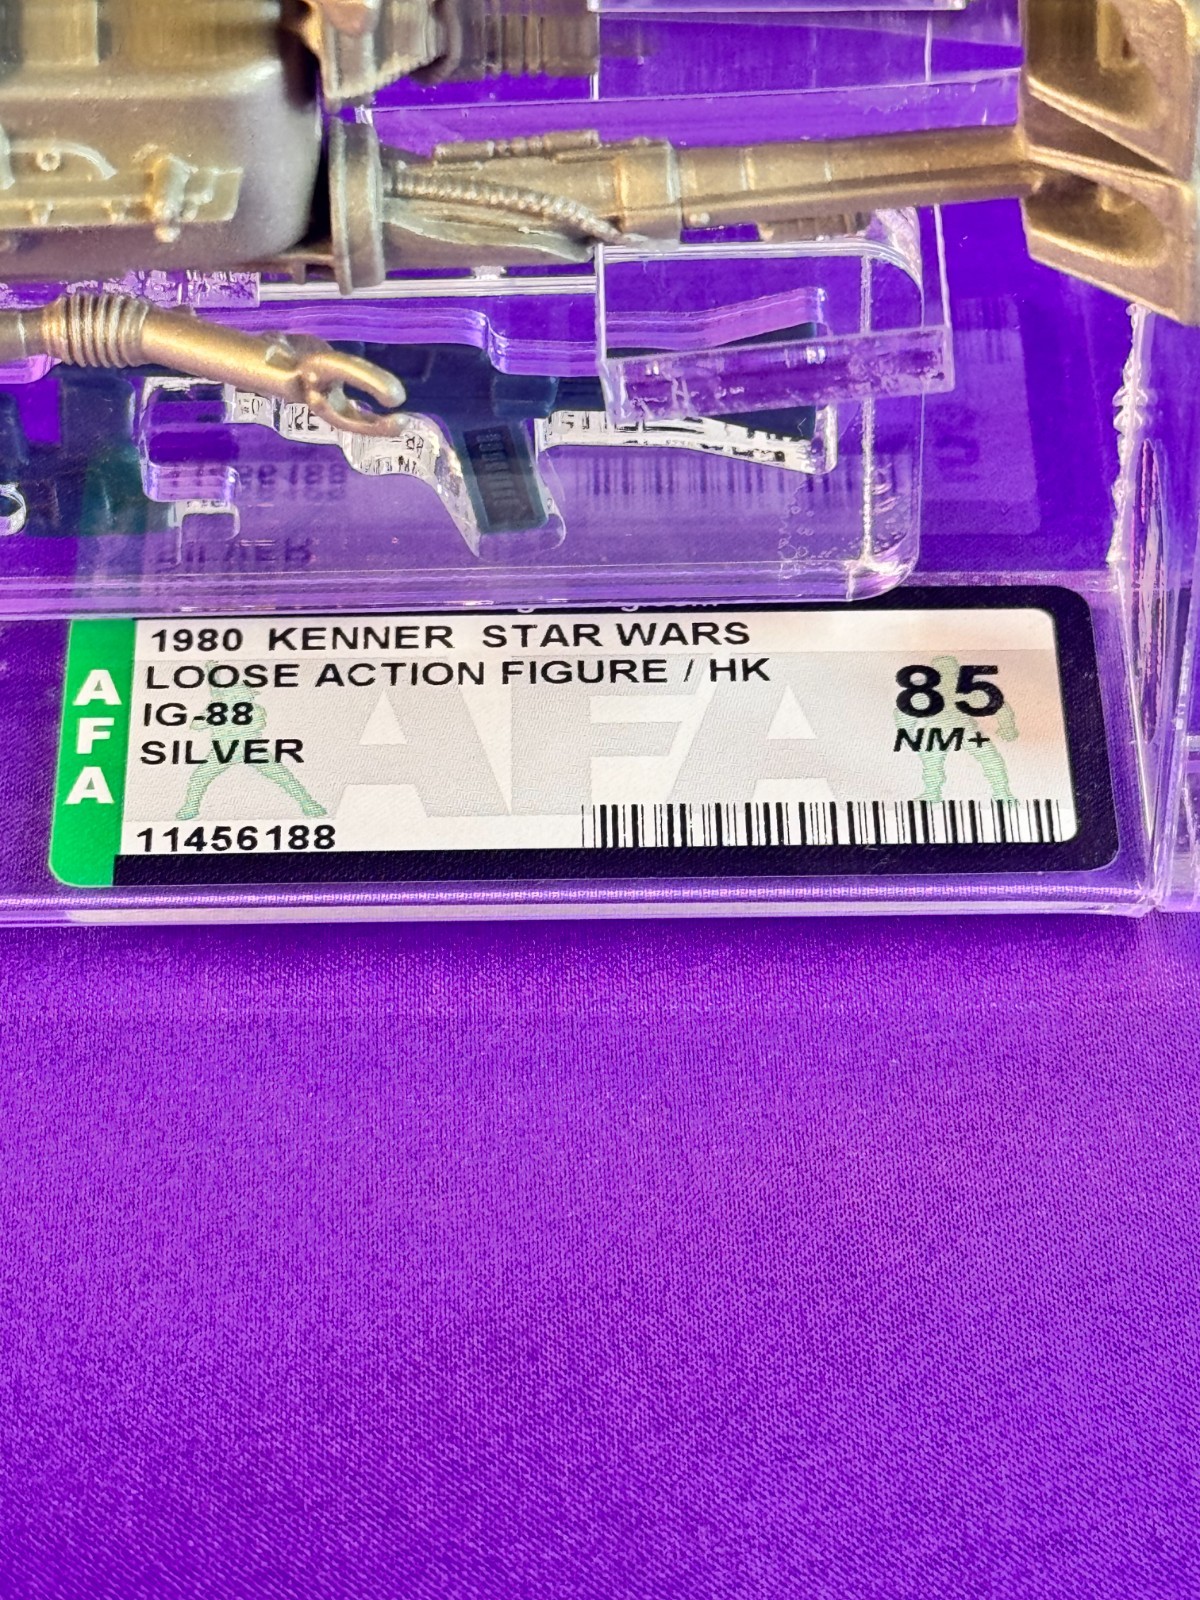 1980 KENNER STAR WARS
LOOSE ACTION FIGURE / HK
IG-88
SILVER
11456188
85
NM+
AFA
AFA